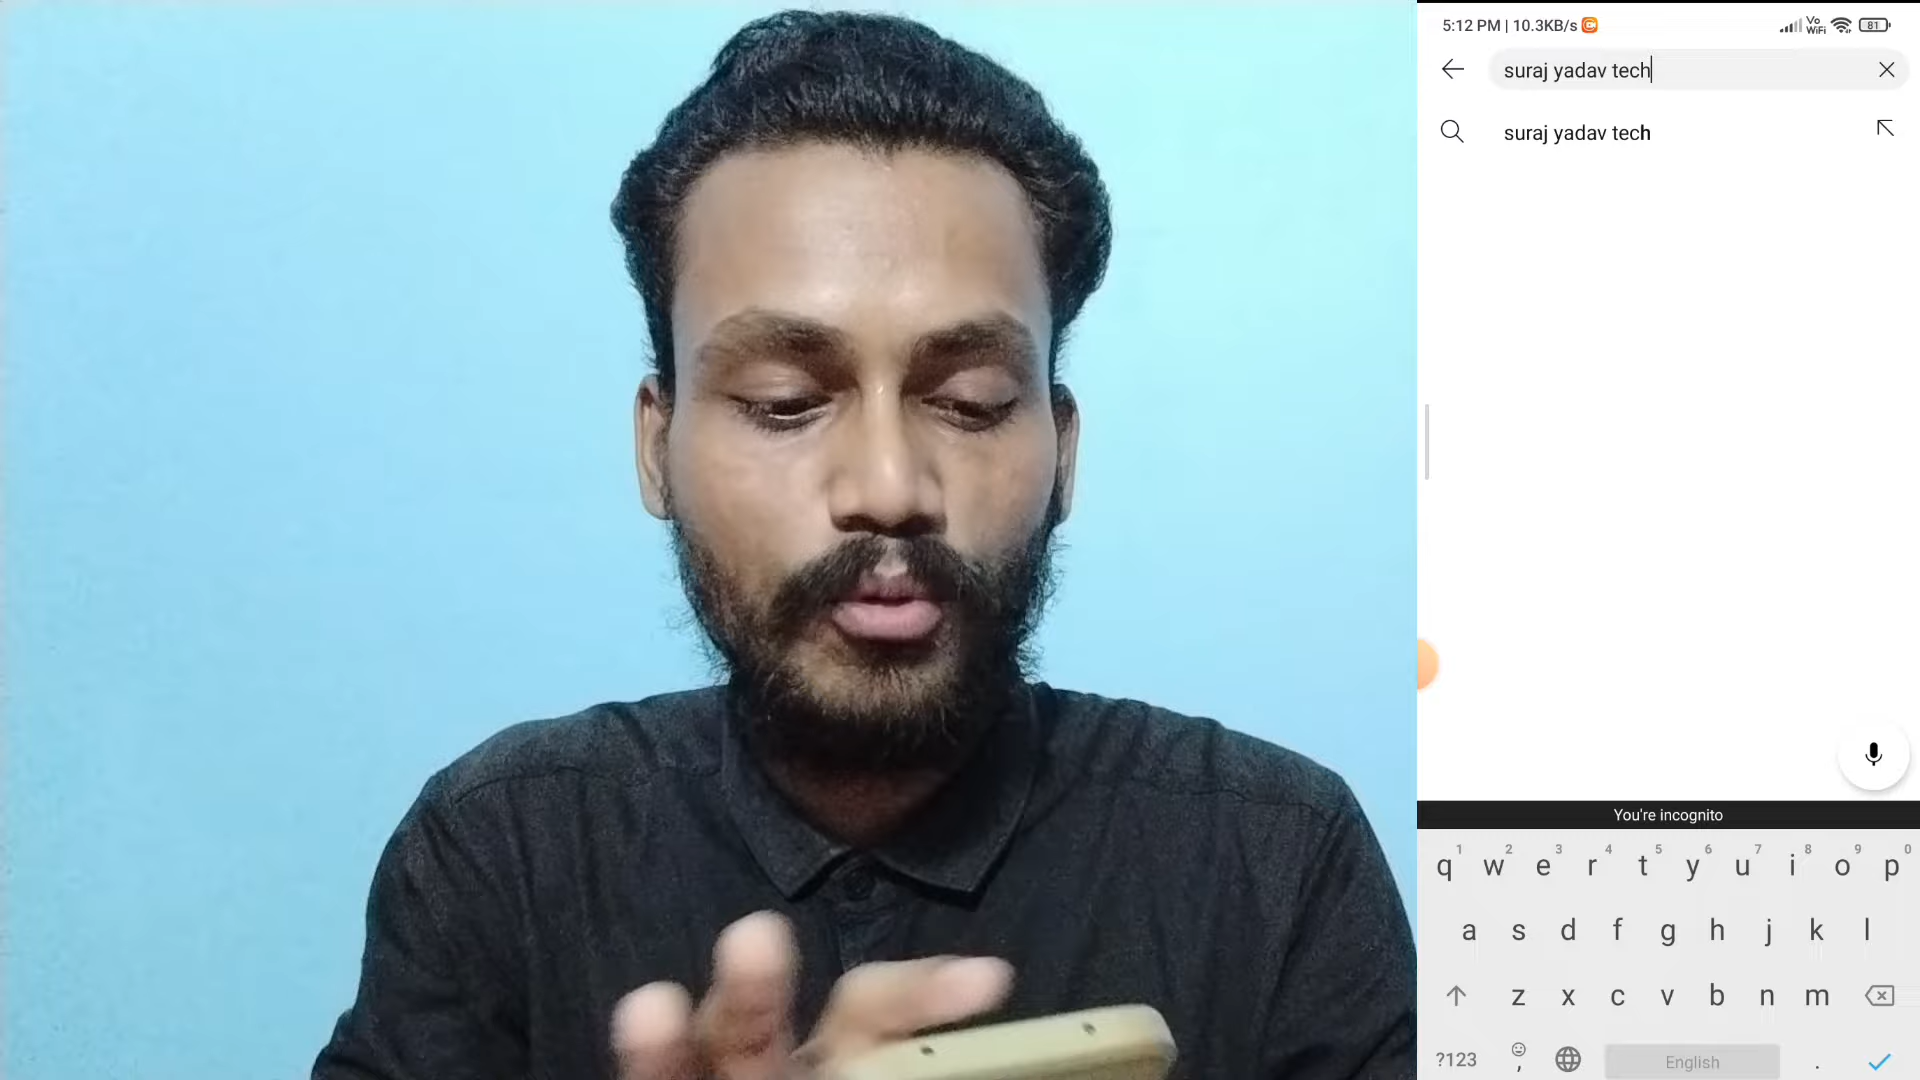 5:12 PM | 10.3KB/s
Vo
WiFi
81
suraj yadav tech
suraj yadav tech
You're incognito
1 2 3 4 5 6 7 8 9 0
q w e r t y u i o p
a s d f g h j k l
z x c v b n m
?123 , English .